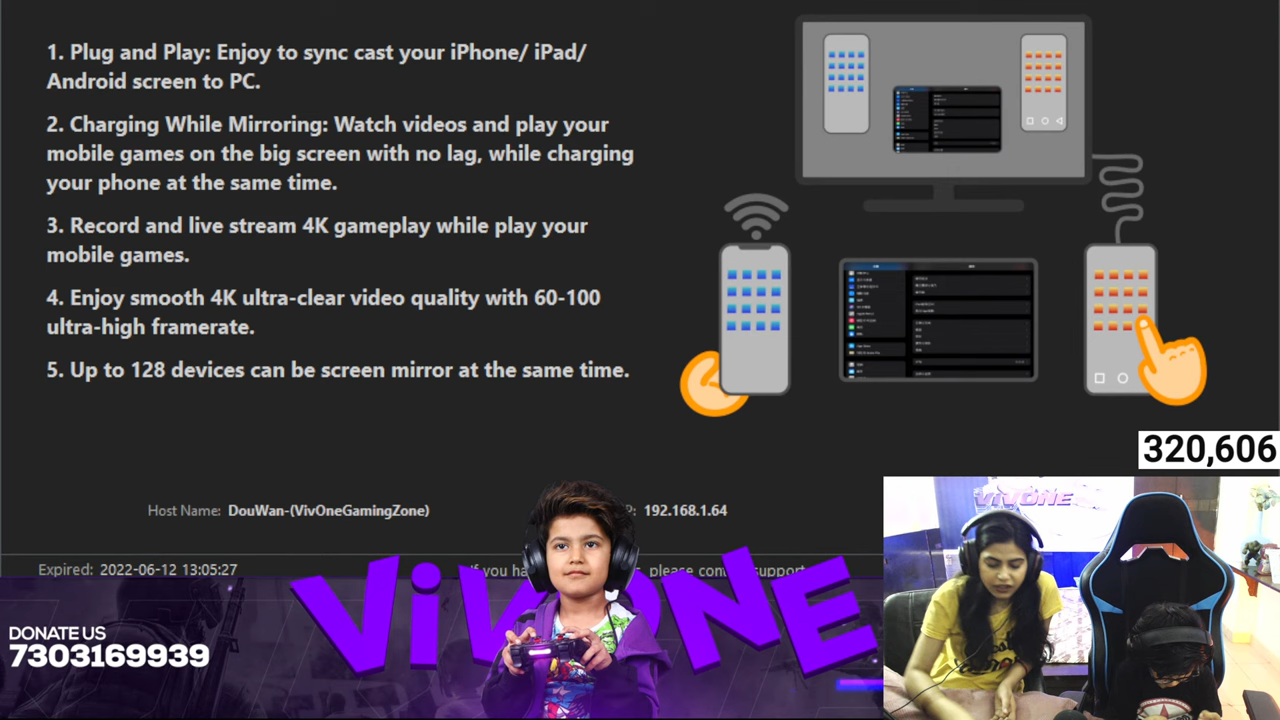 1. Plug and Play: Enjoy to sync cast your iPhone/ iPad/
Android screen to PC.
2. Charging While Mirroring: Watch videos and play your
mobile games on the big screen with no lag, while charging
your phone at the same time.
3. Record and live stream 4K gameplay while play your
mobile games.
4. Enjoy smooth 4K ultra-clear video quality with 60-100
ultra-high framerate.
5. Up to 128 devices can be screen mirror at the same time.
320,606
VIVONE
Host Name: DouWan-(VivOneGamingZone)
192.168.1.64
Expired: 2022-06-12 13:05:27
please support
DONATE US
7303169939
ViVONE